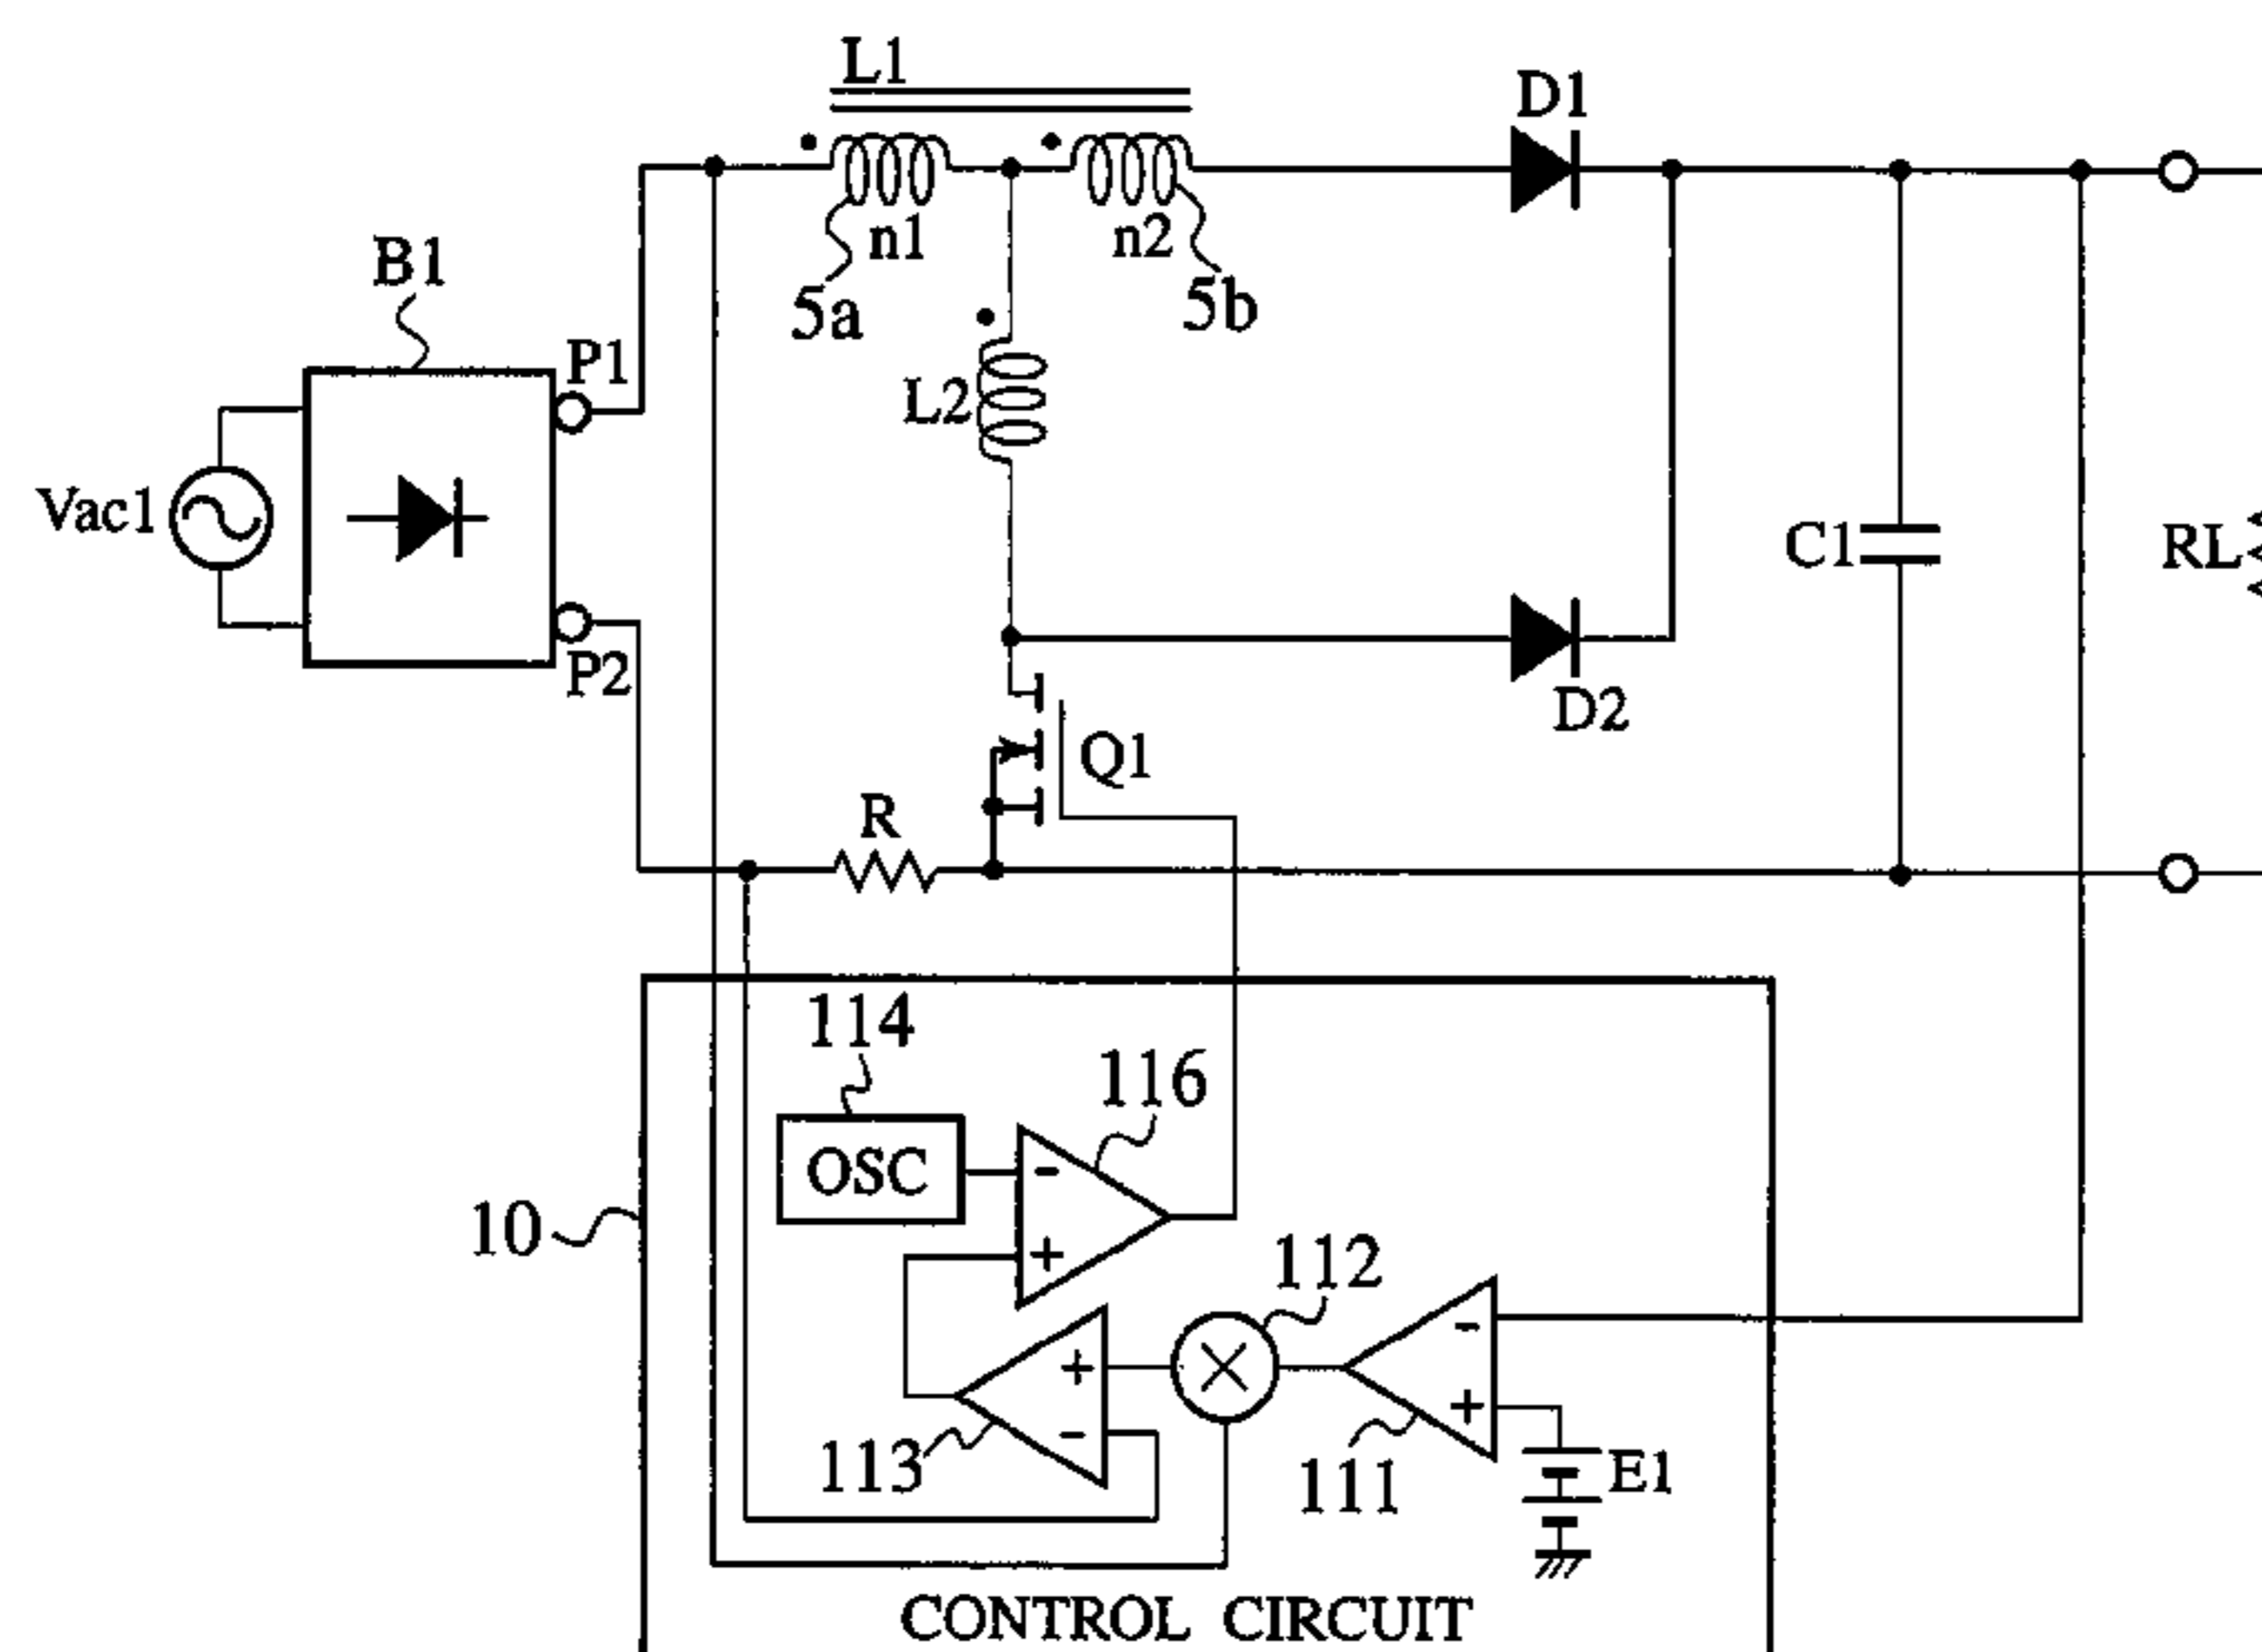 L1
D1
n1
n2
5a
5b
B1
P1
L2
Vac1
C1
RL
P2
D2
Q1
R
114
116
OSC
-
+
10
112
-
+
+
-
113
111
E1
CONTROL CIRCUIT